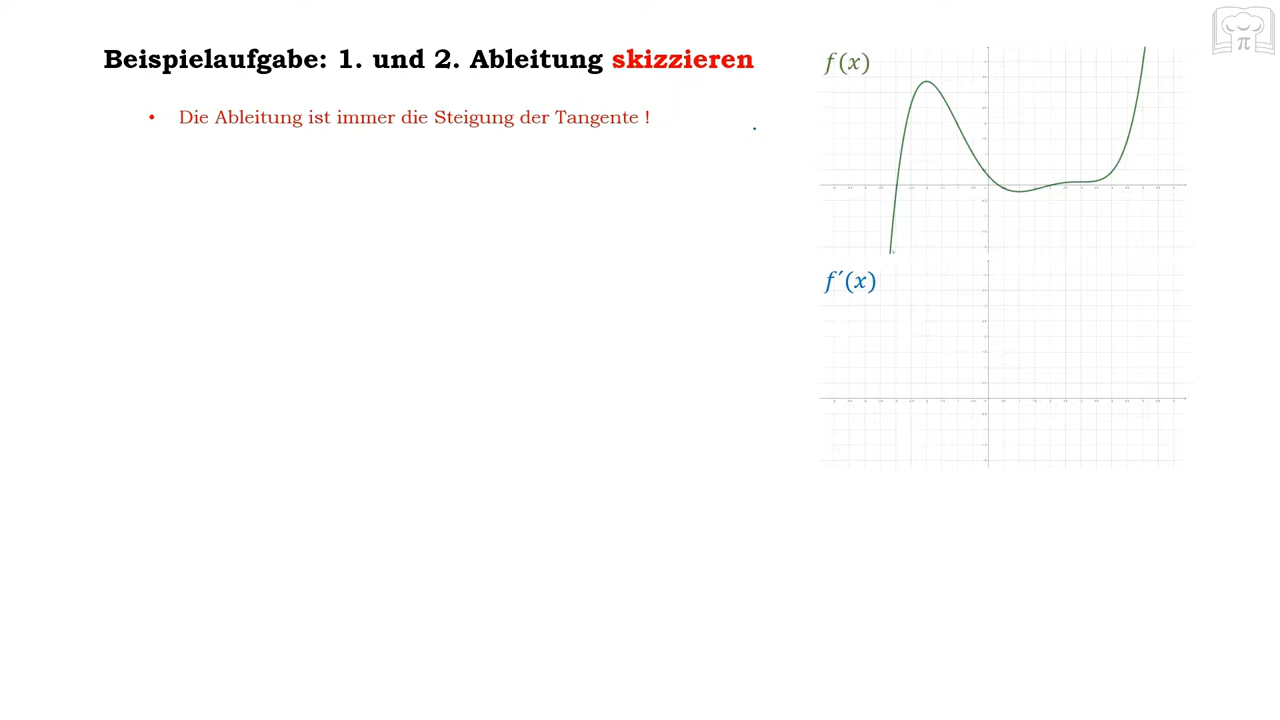 Beispielaufgabe: 1. und 2. Ableitung skizzieren
• Die Ableitung ist immer die Steigung der Tangente !
f(x)
f´(x)
π